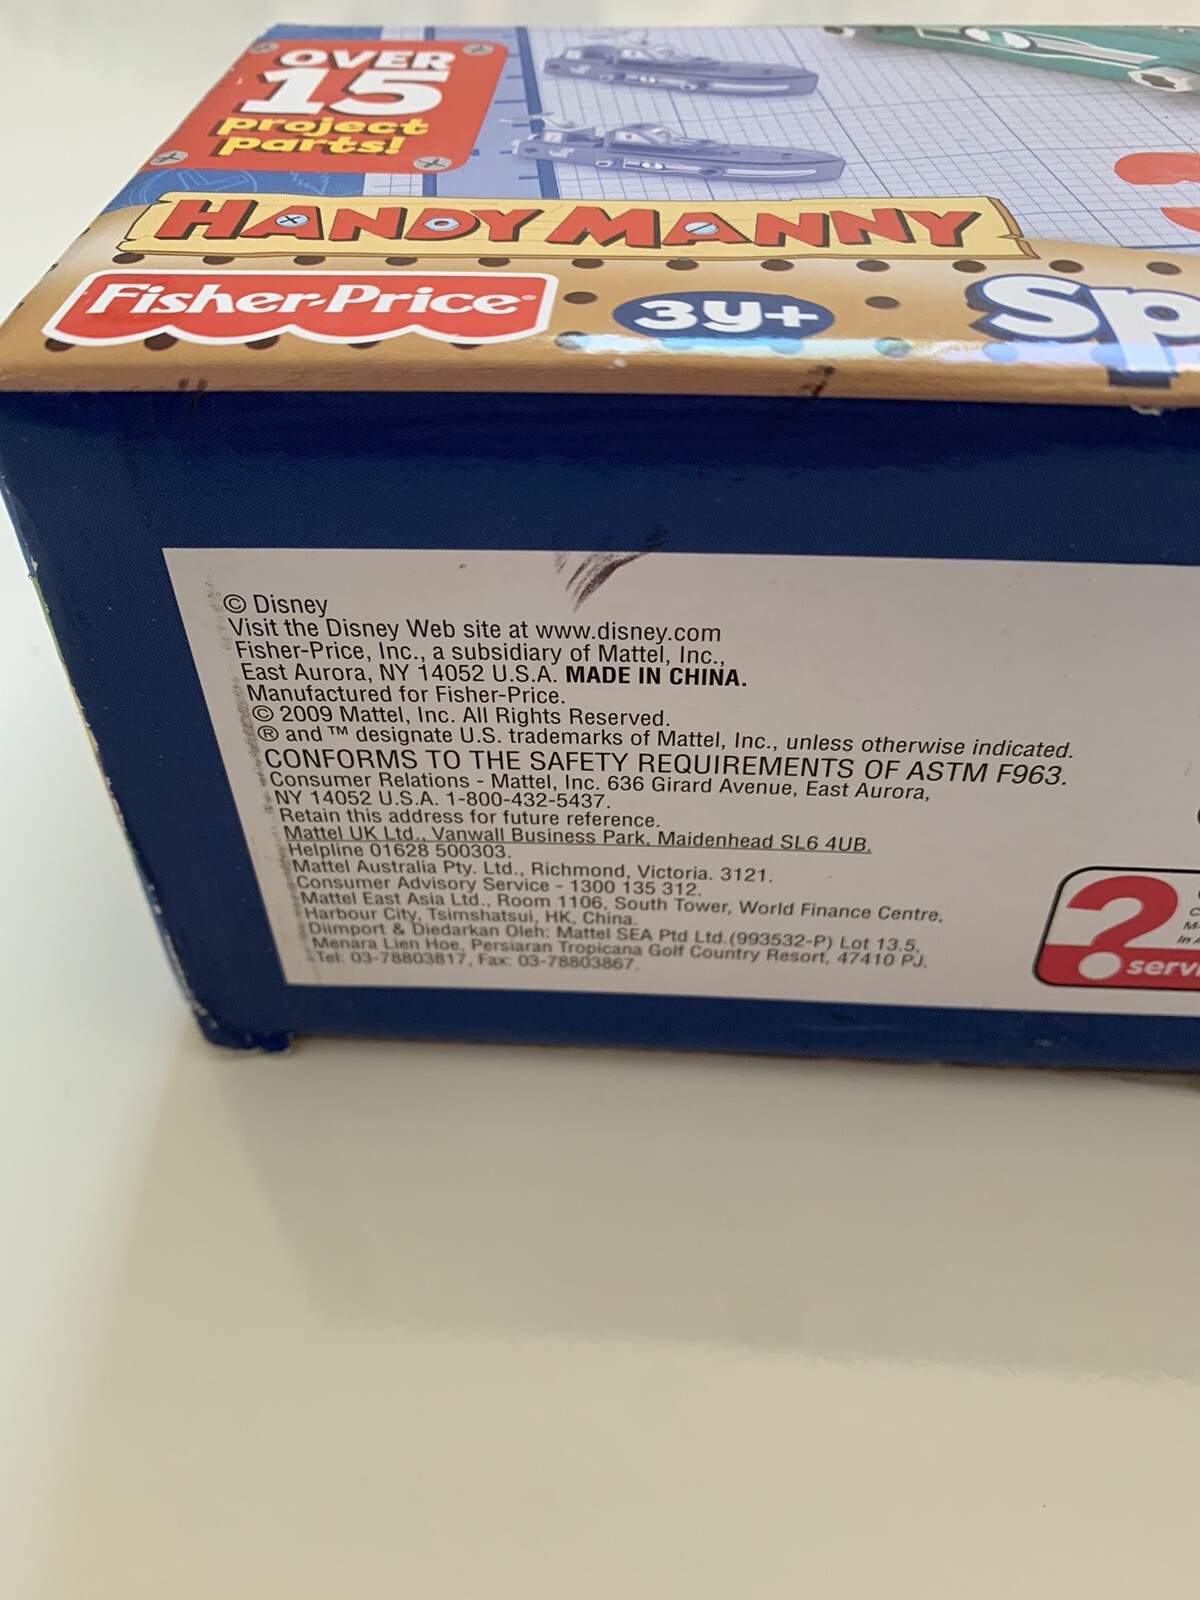 OVER
15
project
parts!
HANDY MANNY
Fisher-Price®
3y+
Sp
© Disney
Visit the Disney Web site at www.disney.com
Fisher-Price, Inc., a subsidiary of Mattel, Inc.,
East Aurora, NY 14052 U.S.A. MADE IN CHINA.
Manufactured for Fisher-Price.
© 2009 Mattel, Inc. All Rights Reserved.
® and ™ designate U.S. trademarks of Mattel, Inc., unless otherwise indicated.
CONFORMS TO THE SAFETY REQUIREMENTS OF ASTM F963.
Consumer Relations - Mattel, Inc. 636 Girard Avenue, East Aurora,
NY 14052 U.S.A. 1-800-432-5437.
Retain this address for future reference.
Mattel UK Ltd., Vanwall Business Park, Maidenhead SL6 4UB.
Helpline 01628 500303.
Mattel Australia Pty. Ltd., Richmond, Victoria. 3121.
Consumer Advisory Service - 1300 135 312.
Mattel East Asia Ltd., Room 1106, South Tower, World Finance Centre,
Harbour City, Tsimshatsui, HK, China.
Diimport & Diedarkan Oleh: Mattel SEA Ptd Ltd.(993532-P) Lot 13.5,
Menara Lien Hoe, Persiaran Tropicana Golf Country Resort, 47410 PJ.
Tel: 03-78803817, Fax: 03-78803867.
?
servi